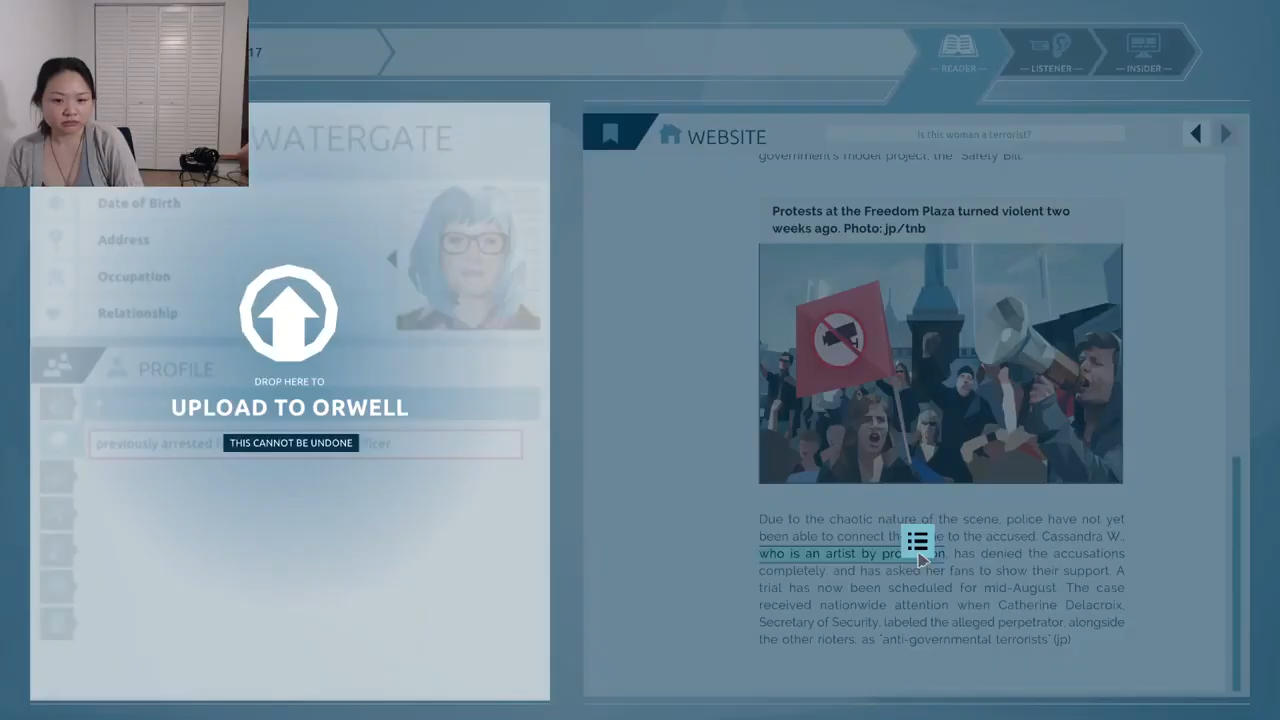 17
READER
LISTENER
INSIDER
WATERGATE
Date of Birth
Address
Occupation
Relationship
PROFILE
DROP HERE TO
UPLOAD TO ORWELL
THIS CANNOT BE UNDONE
previously arrested
WEBSITE
Is this woman a terrorist?
government's model project, the "Safety Bill".
Protests at the Freedom Plaza turned violent two
weeks ago. Photo: jp/tnb
Due to the chaotic nature of the scene, police have not yet
been able to connect to the accused. Cassandra W.,
who is an artist by, has denied the accusations
completely, and has asked her fans to show their support. A
trial has now been scheduled for mid-August. The case
received nationwide attention when Catherine Delacroix,
Secretary of Security, labeled the alleged perpetrator, alongside
the other rioters, as "anti-governmental terrorists". (jp)